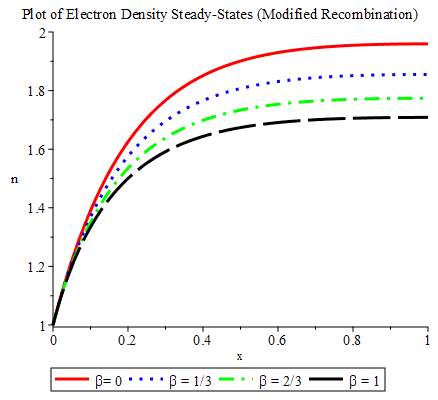 Plot of Electron Density Steady-States (Modified Recombination)
2
1.8
1.6
n
1.4
1.2
1
0 0.2 0.4 0.6 0.8 1
x
β= 0 β = 1/3 β = 2/3 β = 1